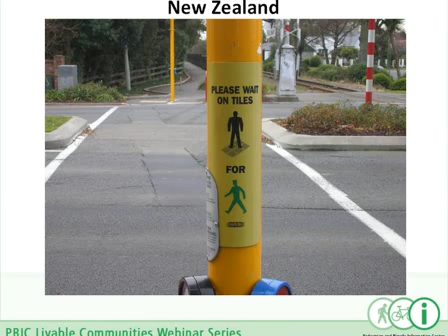 New Zealand
PLEASE WAIT
ON TILES
FOR
PBIC Livable Communities Webinar Series